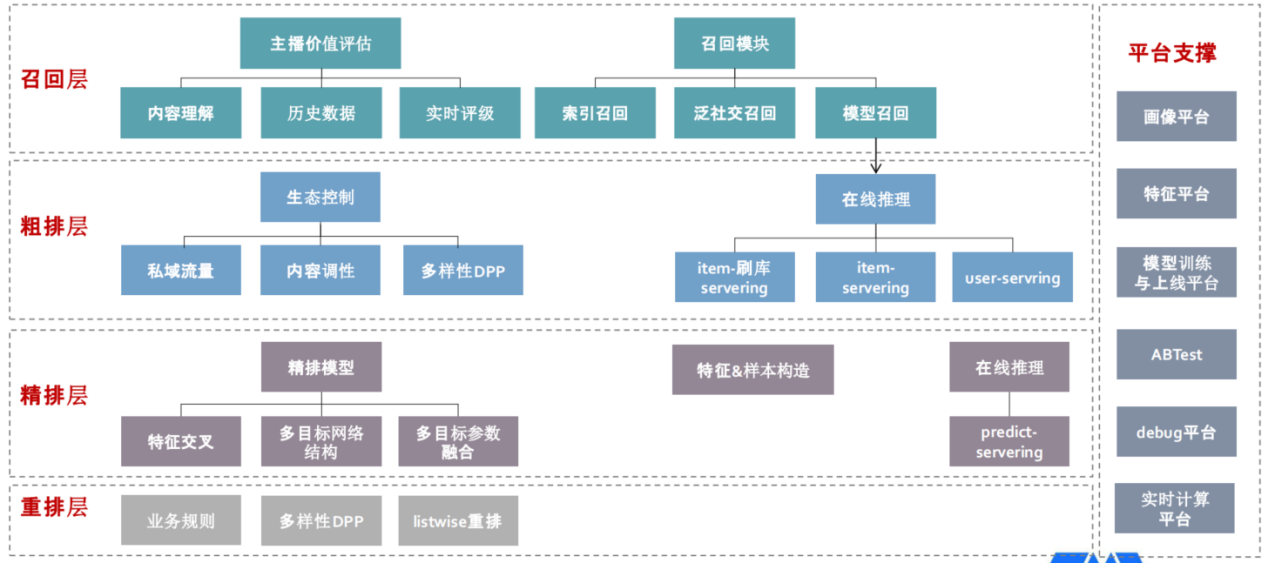 召回层
主播价值评估
内容理解
历史数据
实时评级
召回模块
索引召回
泛社交召回
模型召回
粗排层
生态控制
私域流量
内容调性
多样性DPP
在线推理
item-刷库
servering
item-
servering
user-servring
精排层
精排模型
特征交叉
多目标网络
结构
多目标参数
融合
特征&样本构造
在线推理
predict-
servering
重排层
业务规则
多样性DPP
listwise重排
平台支撑
画像平台
特征平台
模型训练
与上线平台
ABTest
debug平台
实时计算
平台